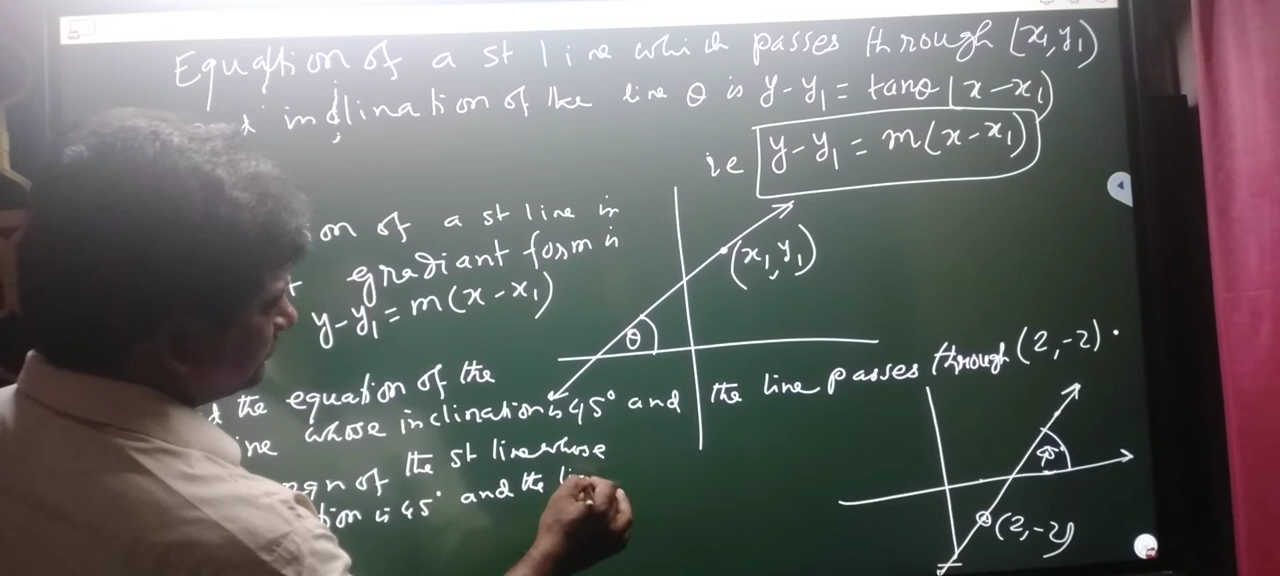 Equation of a st line which passes through (x₁, y₁)
inclination of the line θ is y-y₁ = tanθ (x-x₁)
ie y-y₁ = m(x-x₁)
on of a st line in
gradiant form is
y-y₁ = m(x-x₁)
(x₁, y₁)
θ
the equation of the
ine whose inclination is 45° and the line passes through (2,-2).
of the st line whose
tion is 45° and the
(2,-2)